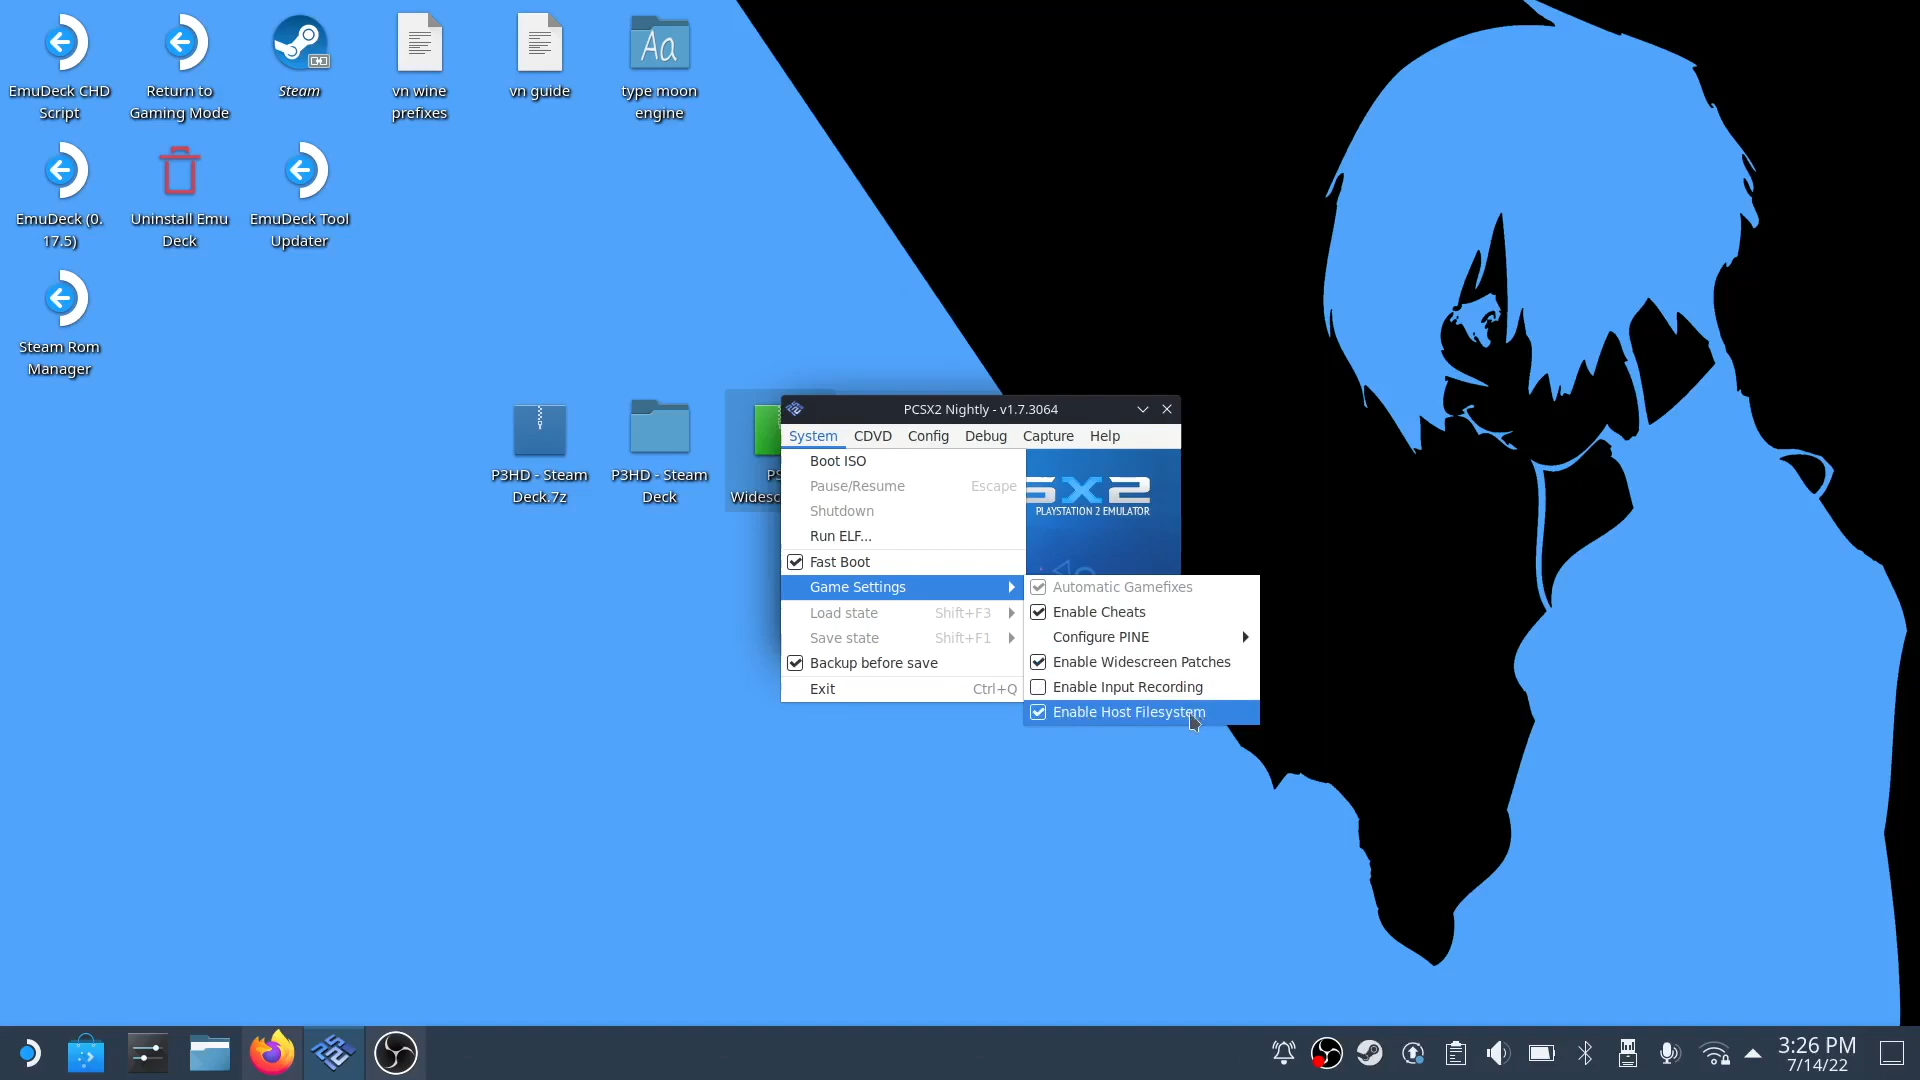 EmuDeck CHD
Script
Return to
Gaming Mode
Steam
vn wine
prefixes
vn guide
type moon
engine
Aa
EmuDeck (0.
17.5)
Uninstall Emu
Deck
EmuDeck Tool
Updater
Steam Rom
Manager
P3HD - Steam
Deck.7z
P3HD - Steam
Deck
PCSX2 Nightly - v1.7.3064
System CDVD Config Debug Capture Help
Boot ISO
Pause/Resume Escape
Shutdown
Run ELF...
Fast Boot
Game Settings
Load state Shift+F3
Save state Shift+F1
Backup before save
Exit Ctrl+Q
SX2
PLAYSTATION 2 EMULATOR
Automatic Gamefixes
Enable Cheats
Configure PINE
Enable Widescreen Patches
Enable Input Recording
Enable Host Filesystem
3:26 PM
7/14/22